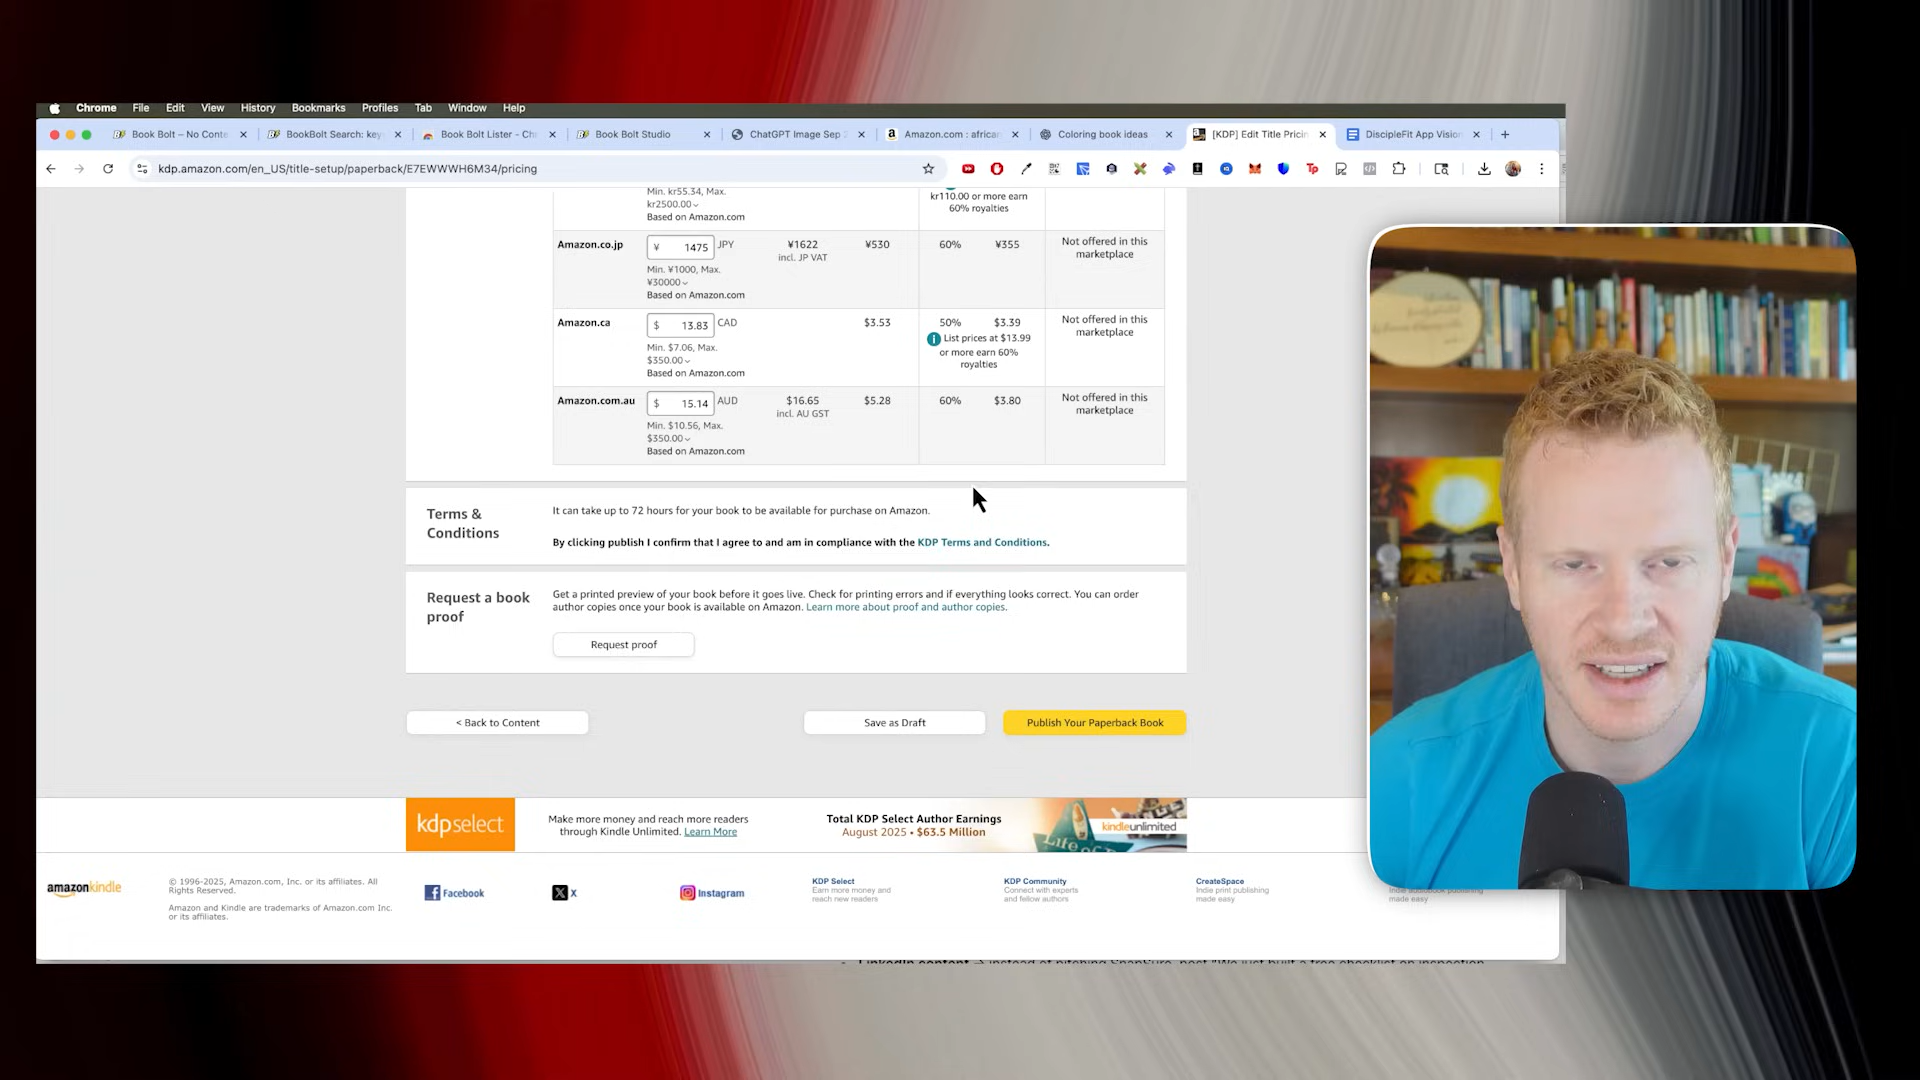 Chrome File Edit View History Bookmarks Profiles Tab Window Help
Book Bolt – No Conte
BookBolt Search: key
Book Bolt Lister - Ch
Book Bolt Studio
ChatGPT Image Sep 2
Amazon.com : african
Coloring book ideas
[KDP] Edit Title Pricin
DiscipleFit App Vision
kdp.amazon.com/en_US/title-setup/paperback/E7EWWWH6M34/pricing
Min. kr55.34, Max.
kr2500.00
Based on Amazon.com
kr110.00 or more earn
60% royalties
Amazon.co.jp ¥ 1475 JPY ¥1622 ¥530 60% ¥355 Not offered in this
incl. JP VAT marketplace
Min. ¥1000, Max.
¥30000
Based on Amazon.com
Amazon.ca $ 13.83 CAD $3.53 50% $3.39 Not offered in this
marketplace
List prices at $13.99
or more earn 60%
royalties
Min. $7.06, Max.
$350.00
Based on Amazon.com
Amazon.com.au $ 15.14 AUD $16.65 $5.28 60% $3.80 Not offered in this
incl. AU GST marketplace
Min. $10.56, Max.
$350.00
Based on Amazon.com
Terms &
Conditions
It can take up to 72 hours for your book to be available for purchase on Amazon.
By clicking publish I confirm that I agree to and am in compliance with the KDP Terms and Conditions.
Request a book
proof
Get a printed preview of your book before it goes live. Check for printing errors and if everything looks correct. You can order
author copies once your book is available on Amazon. Learn more about proof and author copies.
Request proof
< Back to Content
Save as Draft
Publish Your Paperback Book
kdpselect
Make more money and reach more readers
through Kindle Unlimited. Learn More
Total KDP Select Author Earnings
August 2025 • $63.5 Million
Life of
kindleunlimited
amazonkindle
© 1996-2025, Amazon.com, Inc. or its affiliates. All
Rights Reserved.
Amazon and Kindle are trademarks of Amazon.com Inc.
or its affiliates.
Facebook
X
Instagram
KDP Select
Earn more money and
reach new readers
KDP Community
Connect with experts
and fellow authors
CreateSpace
Indie print publishing
made easy
Indie audiobook publishing
made easy